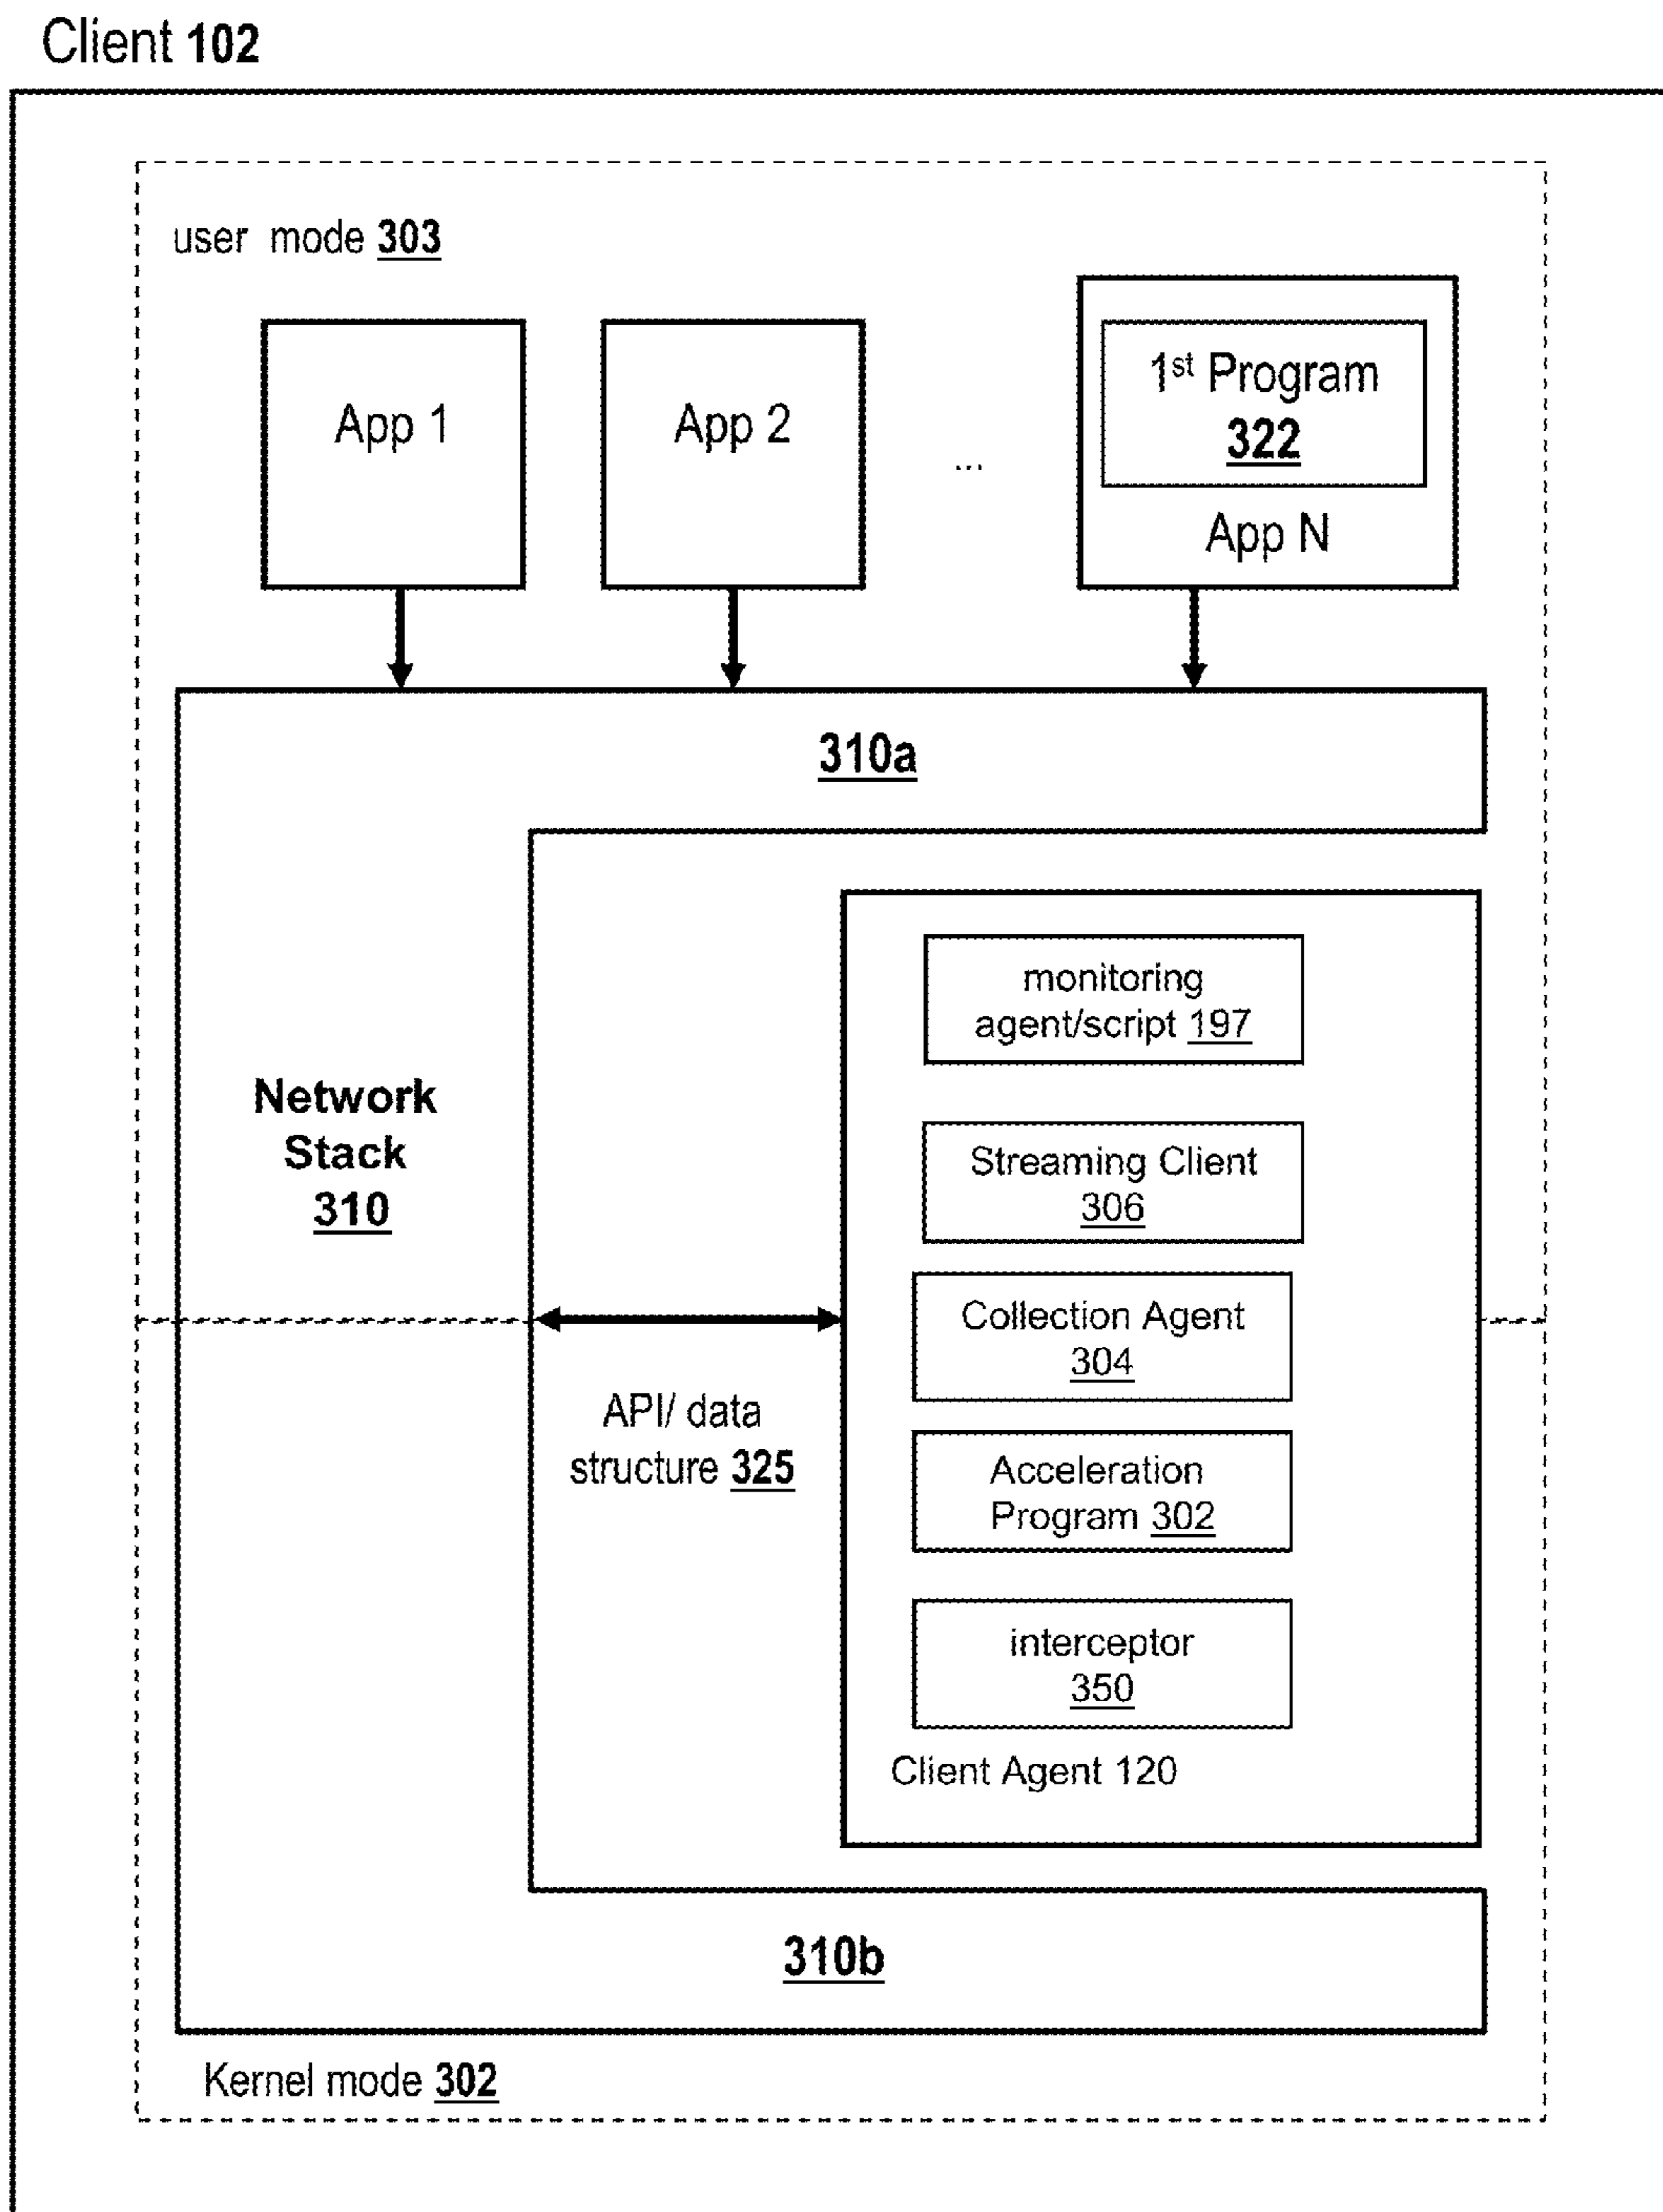 Client 102
user mode 303
App 1
App 2
...
1st Program
322
App N
310a
monitoring
agent/script 197
Network
Stack
310
Streaming Client
306
Collection Agent
304
API/ data
structure 325
Acceleration
Program 302
interceptor
350
Client Agent 120
310b
Kernel mode 302